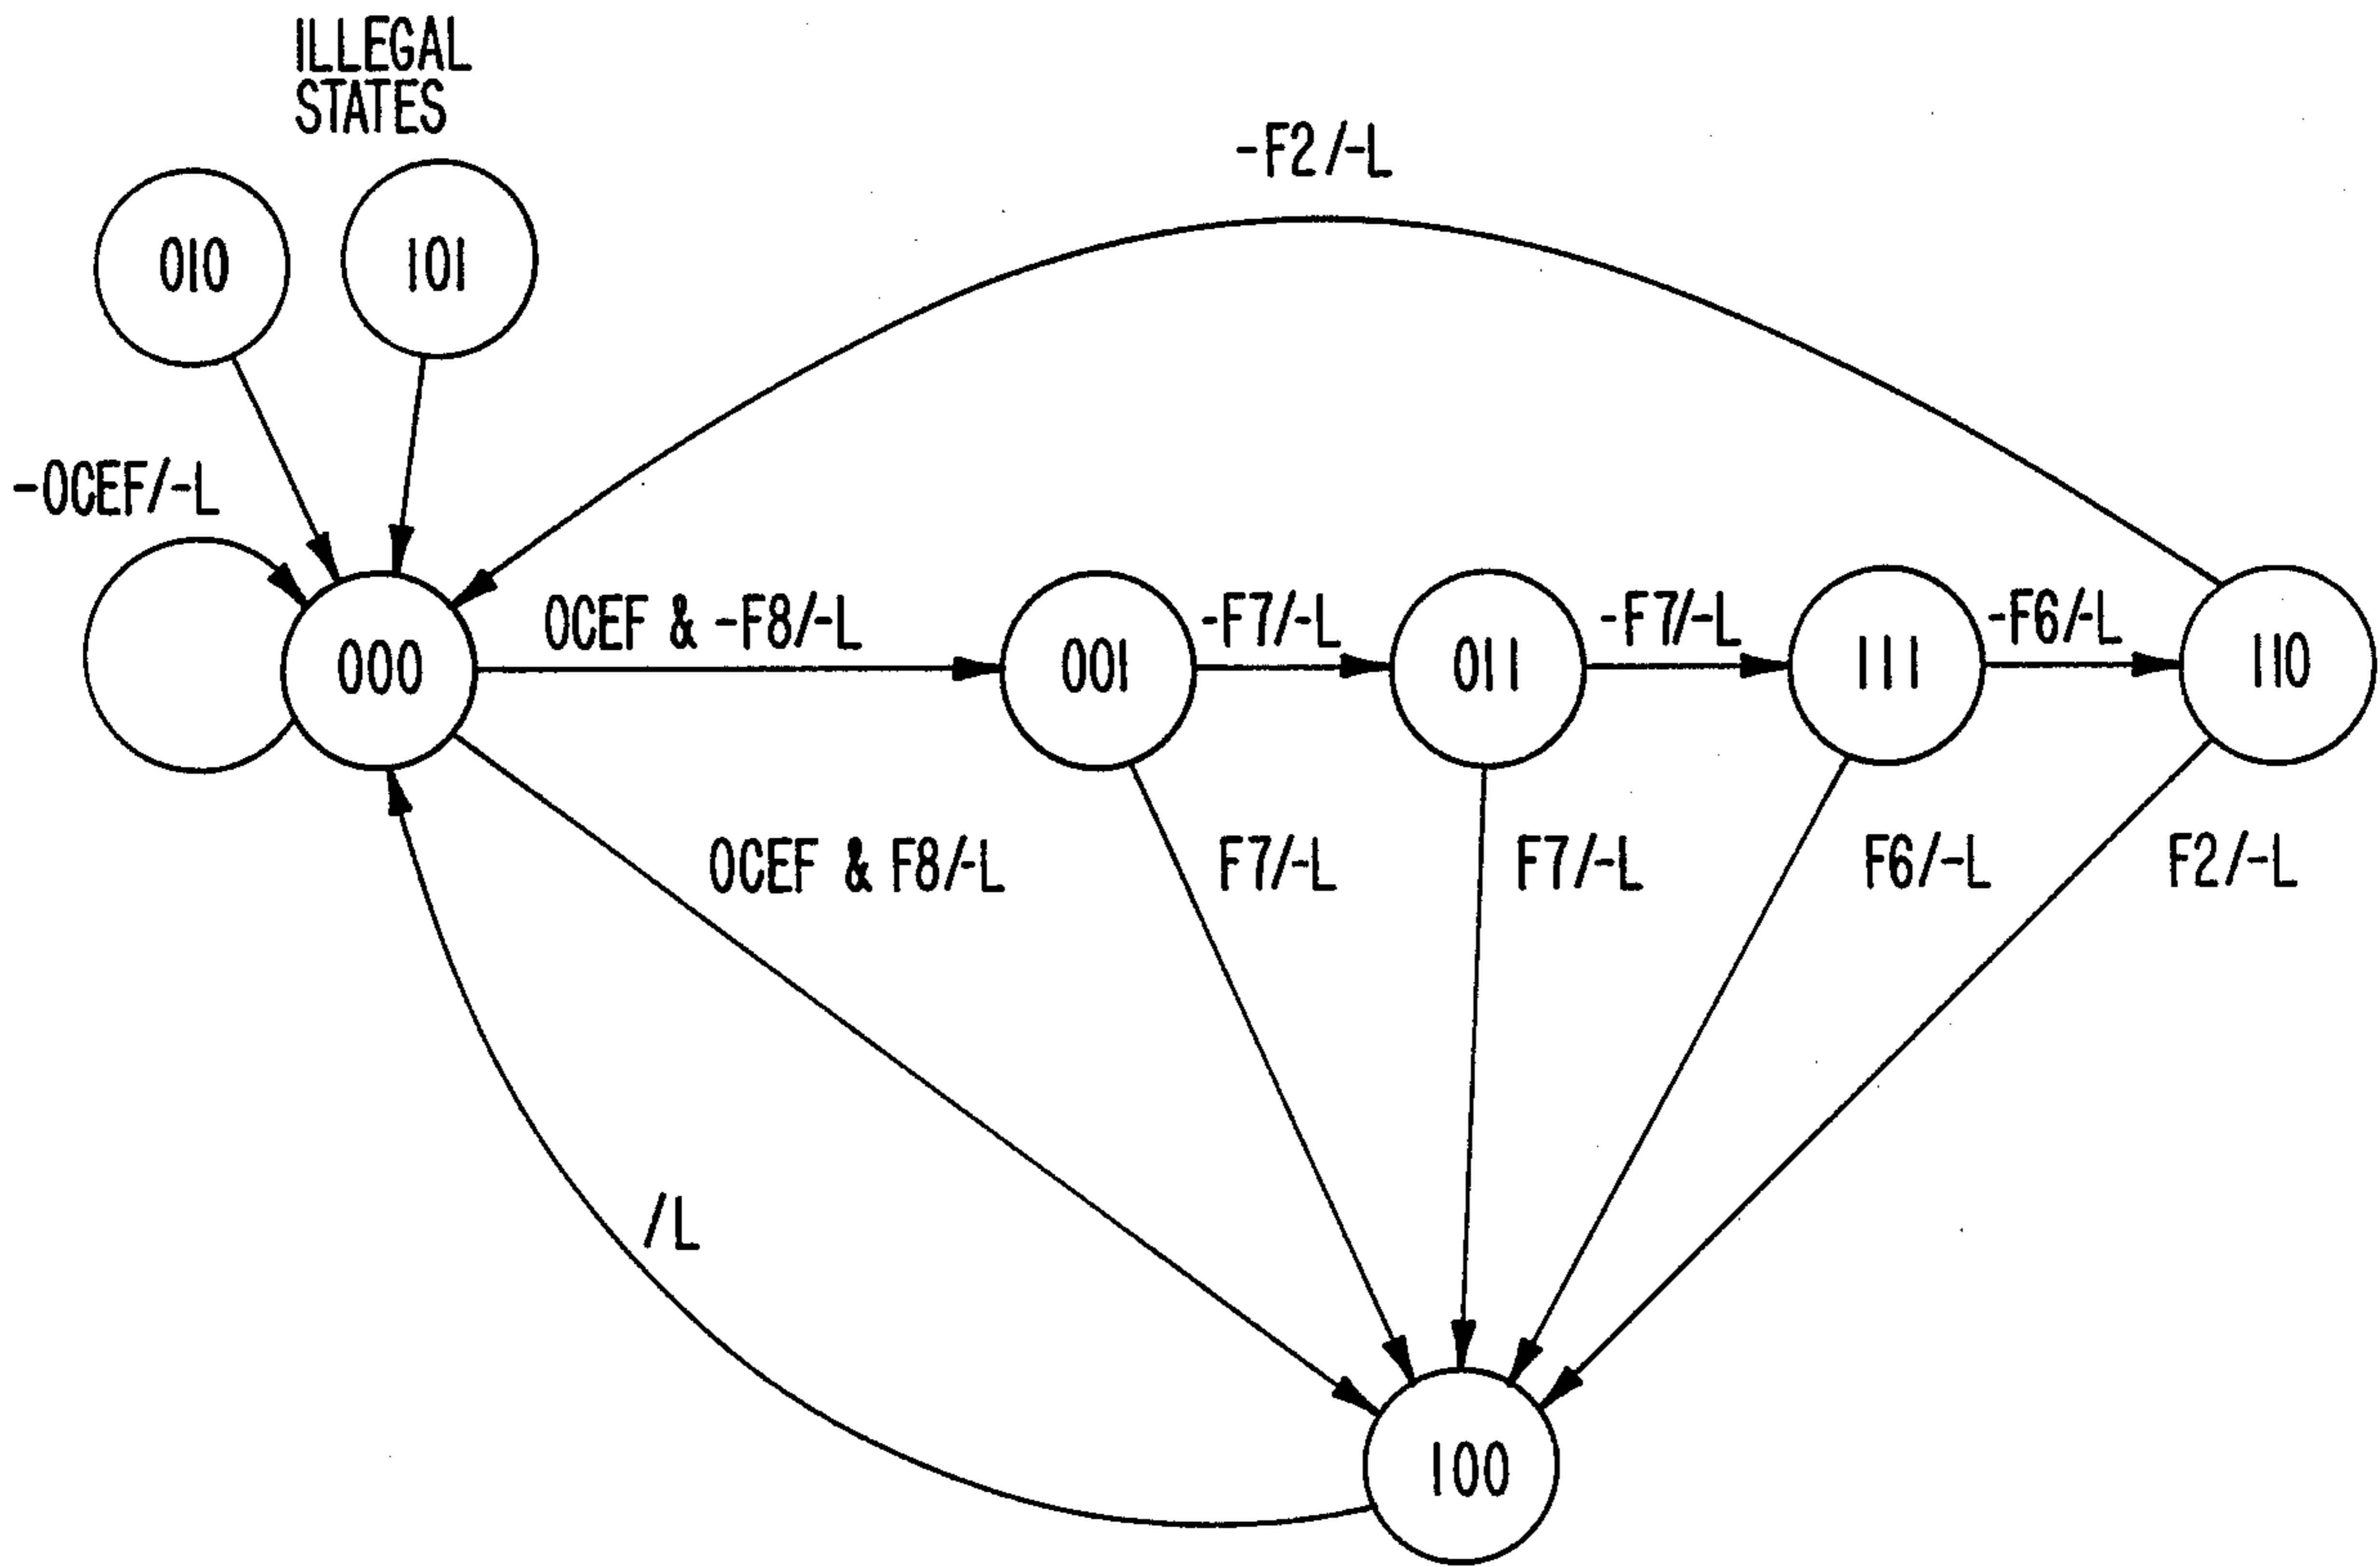 ILLEGAL
STATES
-F2/-L
010
101
-OCEF/-L
OCEF & -F8/-L
-F7/-L
-F7/-L
-F6/-L
000
001
011
111
110
OCEF & F8/-L
F7/-L
F7/-L
F6/-L
F2/-L
/L
100